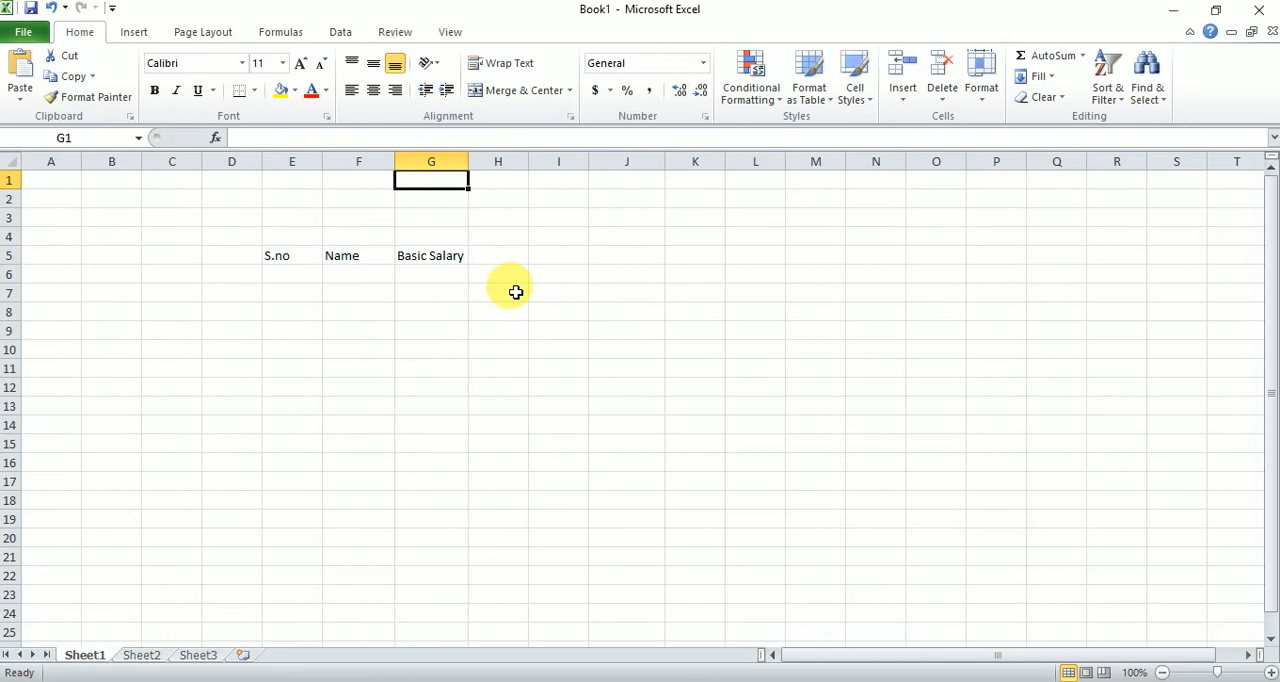 Book1 - Microsoft Excel
File Home Insert Page Layout Formulas Data Review View
Cut
Copy
Format Painter
Paste
Clipboard
Calibri 11
B I U A
Font
Wrap Text
Merge & Center
Alignment
General
$ % ,
Number
Conditional Formatting
Format as Table
Cell Styles
Styles
Insert Delete Format
Cells
Σ AutoSum
Fill
Clear
Sort & Filter
Find & Select
Editing
G1 fx
A B C D E F G H I J K L M N O P Q R S T
1
2
3
4
5 S.no Name Basic Salary
6
7
8
9
10
11
12
13
14
15
16
17
18
19
20
21
22
23
24
25
Sheet1 Sheet2 Sheet3
Ready 100%